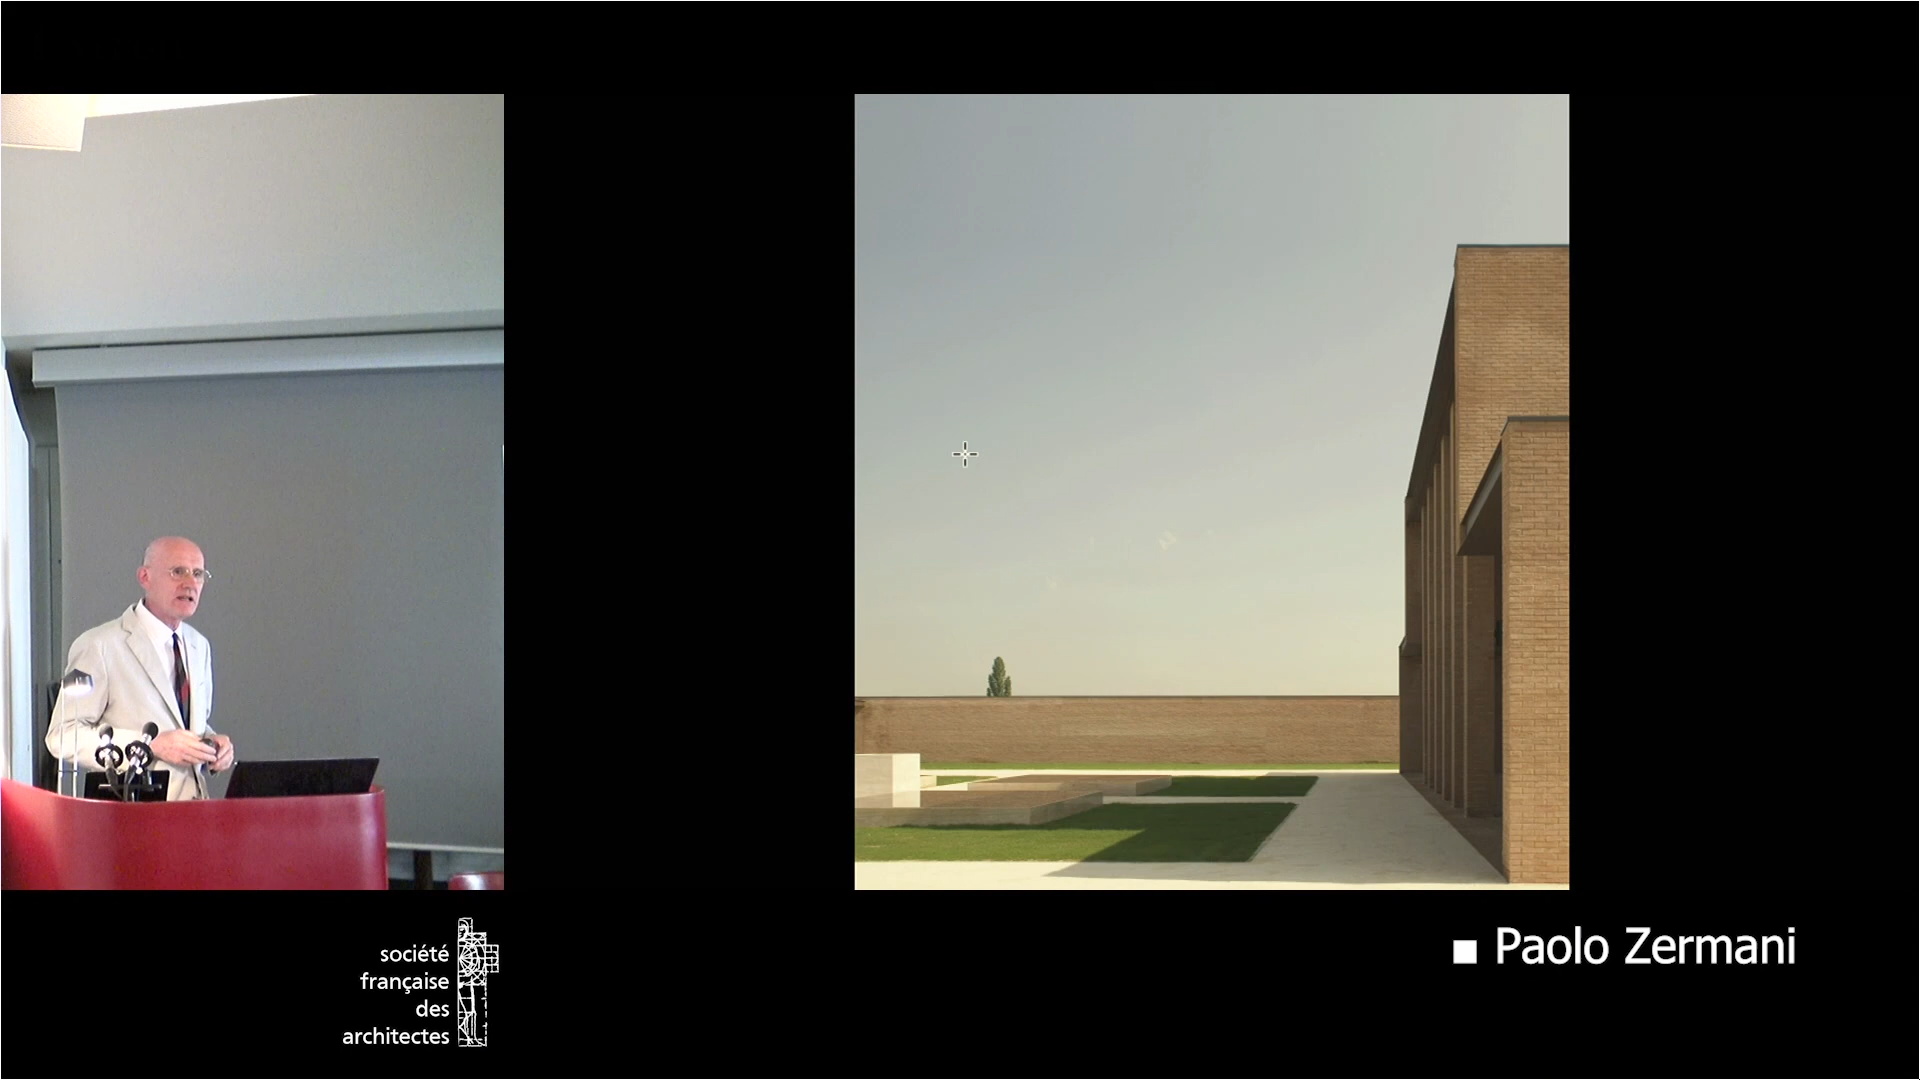 société
française
des
architectes
Paolo Zermani